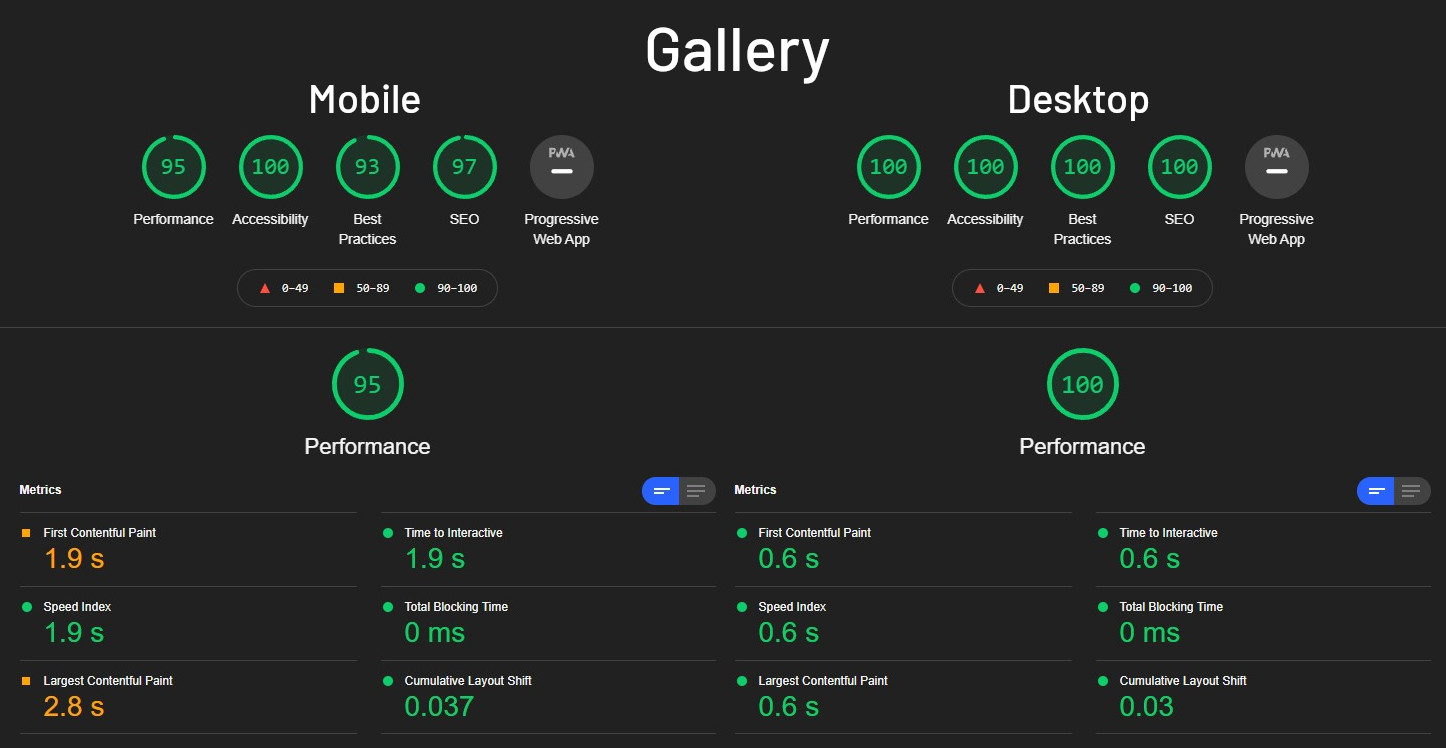 Gallery
Mobile
95 100 93 97 PWA
Performance Accessibility Best Practices SEO Progressive Web App
0–49 50–89 90–100
95
Performance
Metrics
First Contentful Paint
1.9 s
Time to Interactive
1.9 s
Speed Index
1.9 s
Total Blocking Time
0 ms
Largest Contentful Paint
2.8 s
Cumulative Layout Shift
0.037
Desktop
100 100 100 100 PWA
Performance Accessibility Best Practices SEO Progressive Web App
0–49 50–89 90–100
100
Performance
Metrics
First Contentful Paint
0.6 s
Time to Interactive
0.6 s
Speed Index
0.6 s
Total Blocking Time
0 ms
Largest Contentful Paint
0.6 s
Cumulative Layout Shift
0.03